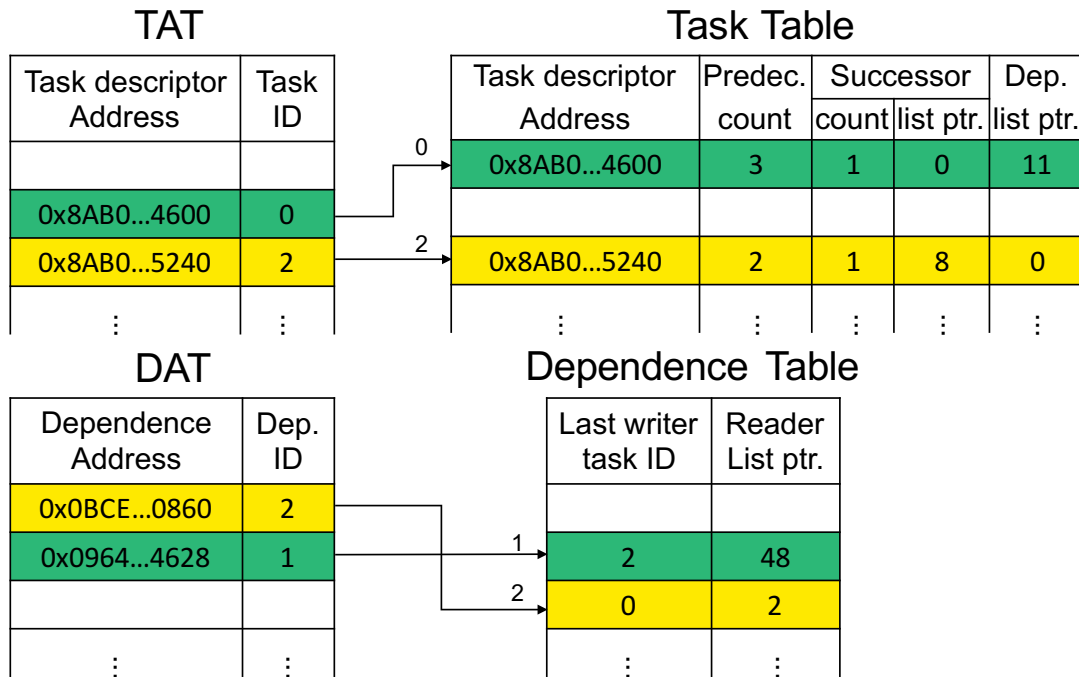 TAT
Task Table
Task descriptor Address
Task ID
Task descriptor Address
Predec. count
Successor
count
list ptr.
Dep. list ptr.
0
0x8AB0...4600 3 1 0 11
0x8AB0...4600 0
2
0x8AB0...5240 2
0x8AB0...5240 2 1 8 0
⋮ ⋮ ⋮ ⋮ ⋮ ⋮ ⋮
DAT
Dependence Table
Dependence Address
Dep. ID
Last writer task ID
Reader List ptr.
0x0BCE...0860 2
0x0964...4628 1
1
2 48
2
0 2
⋮ ⋮ ⋮ ⋮